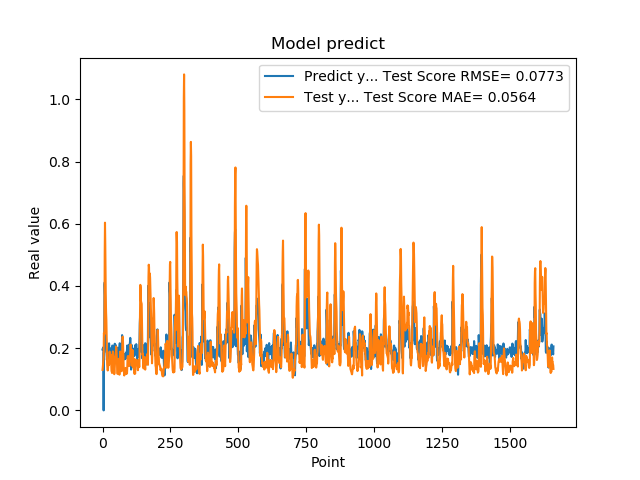 Model predict
Predict y... Test Score RMSE= 0.0773
Test y... Test Score MAE= 0.0564
1.0
0.8
0.6
0.4
0.2
0.0
Real value
0 250 500 750 1000 1250 1500
Point